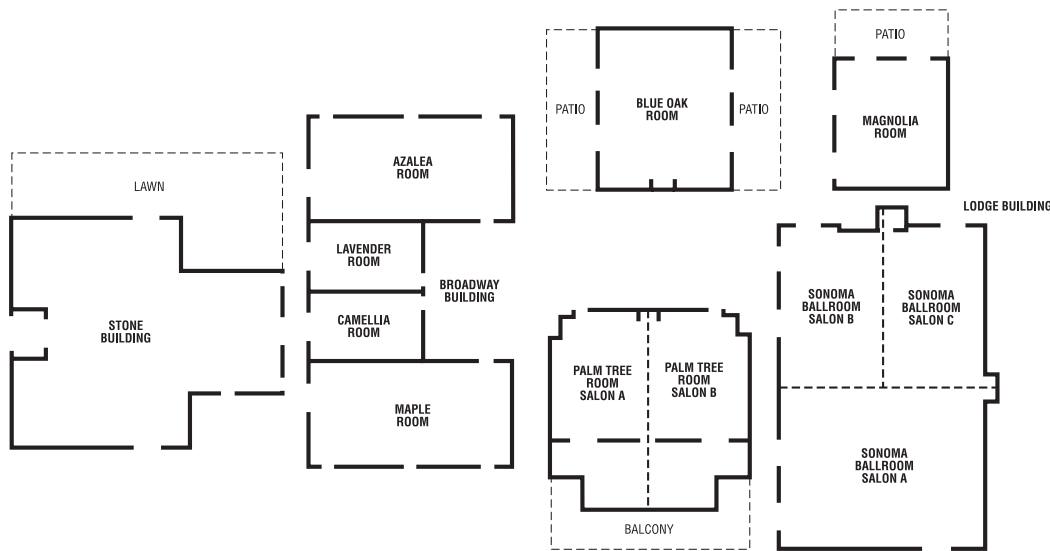 LAWN
STONE
BUILDING
AZALEA
ROOM
LAVENDER
ROOM
CAMELLIA
ROOM
MAPLE
ROOM
BROADWAY
BUILDING
PATIO
BLUE OAK
ROOM
PATIO
PATIO
MAGNOLIA
ROOM
LODGE BUILDING
PALM TREE
ROOM
SALON A
PALM TREE
ROOM
SALON B
BALCONY
SONOMA
BALLROOM
SALON B
SONOMA
BALLROOM
SALON C
SONOMA
BALLROOM
SALON A